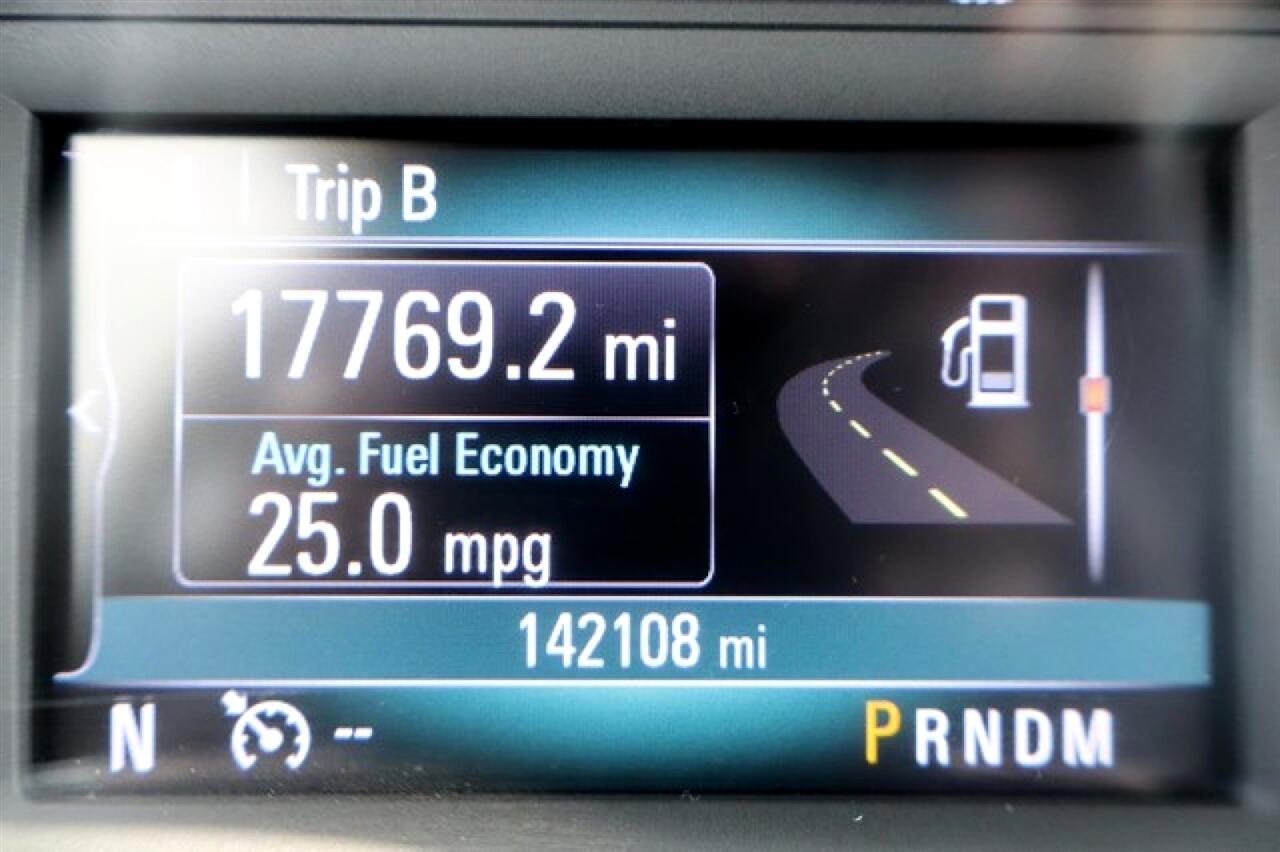 Trip B
17769.2 mi
Avg. Fuel Economy
25.0 mpg
142108 mi
N -- PRNDM